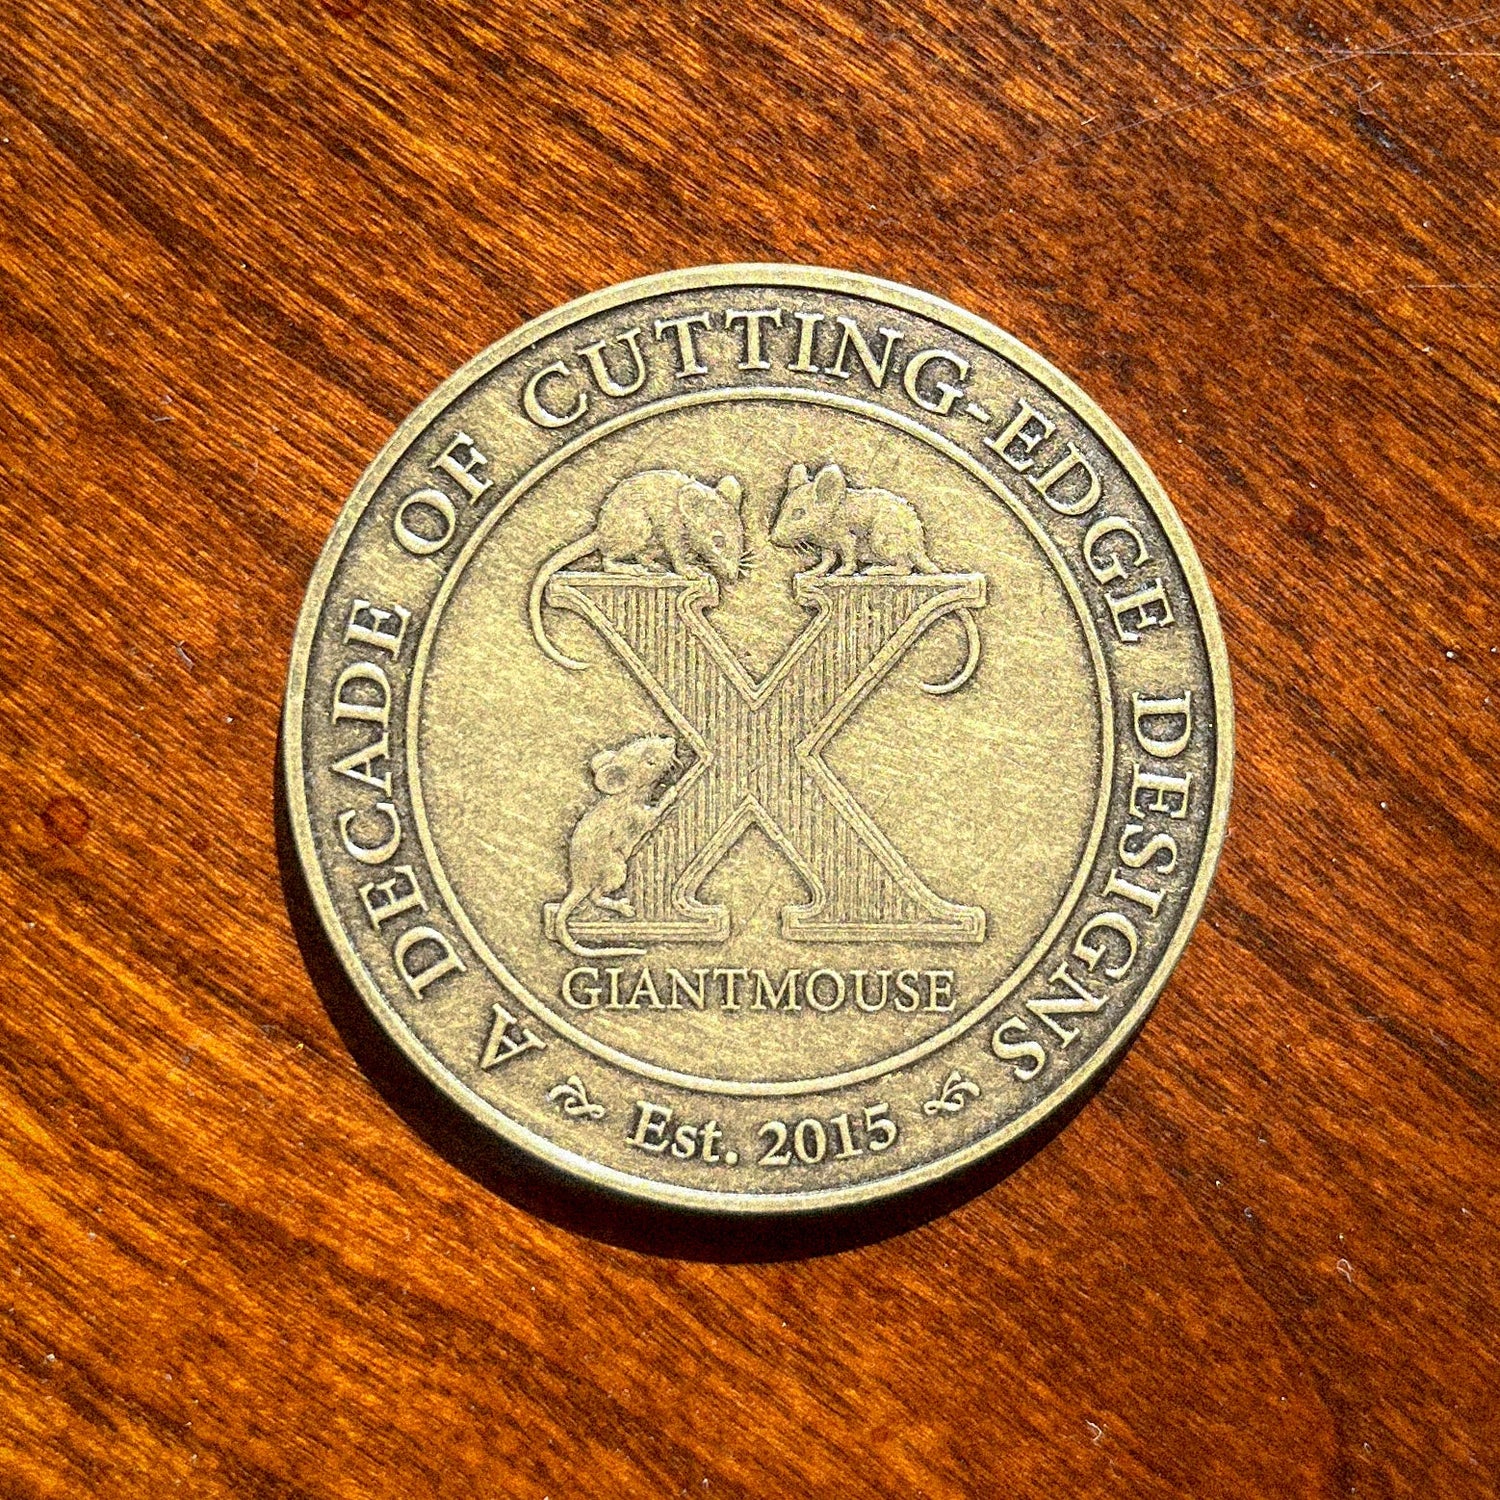 A DECADE OF CUTTING-EDGE DESIGNS
X
GIANTMOUSE
Est. 2015